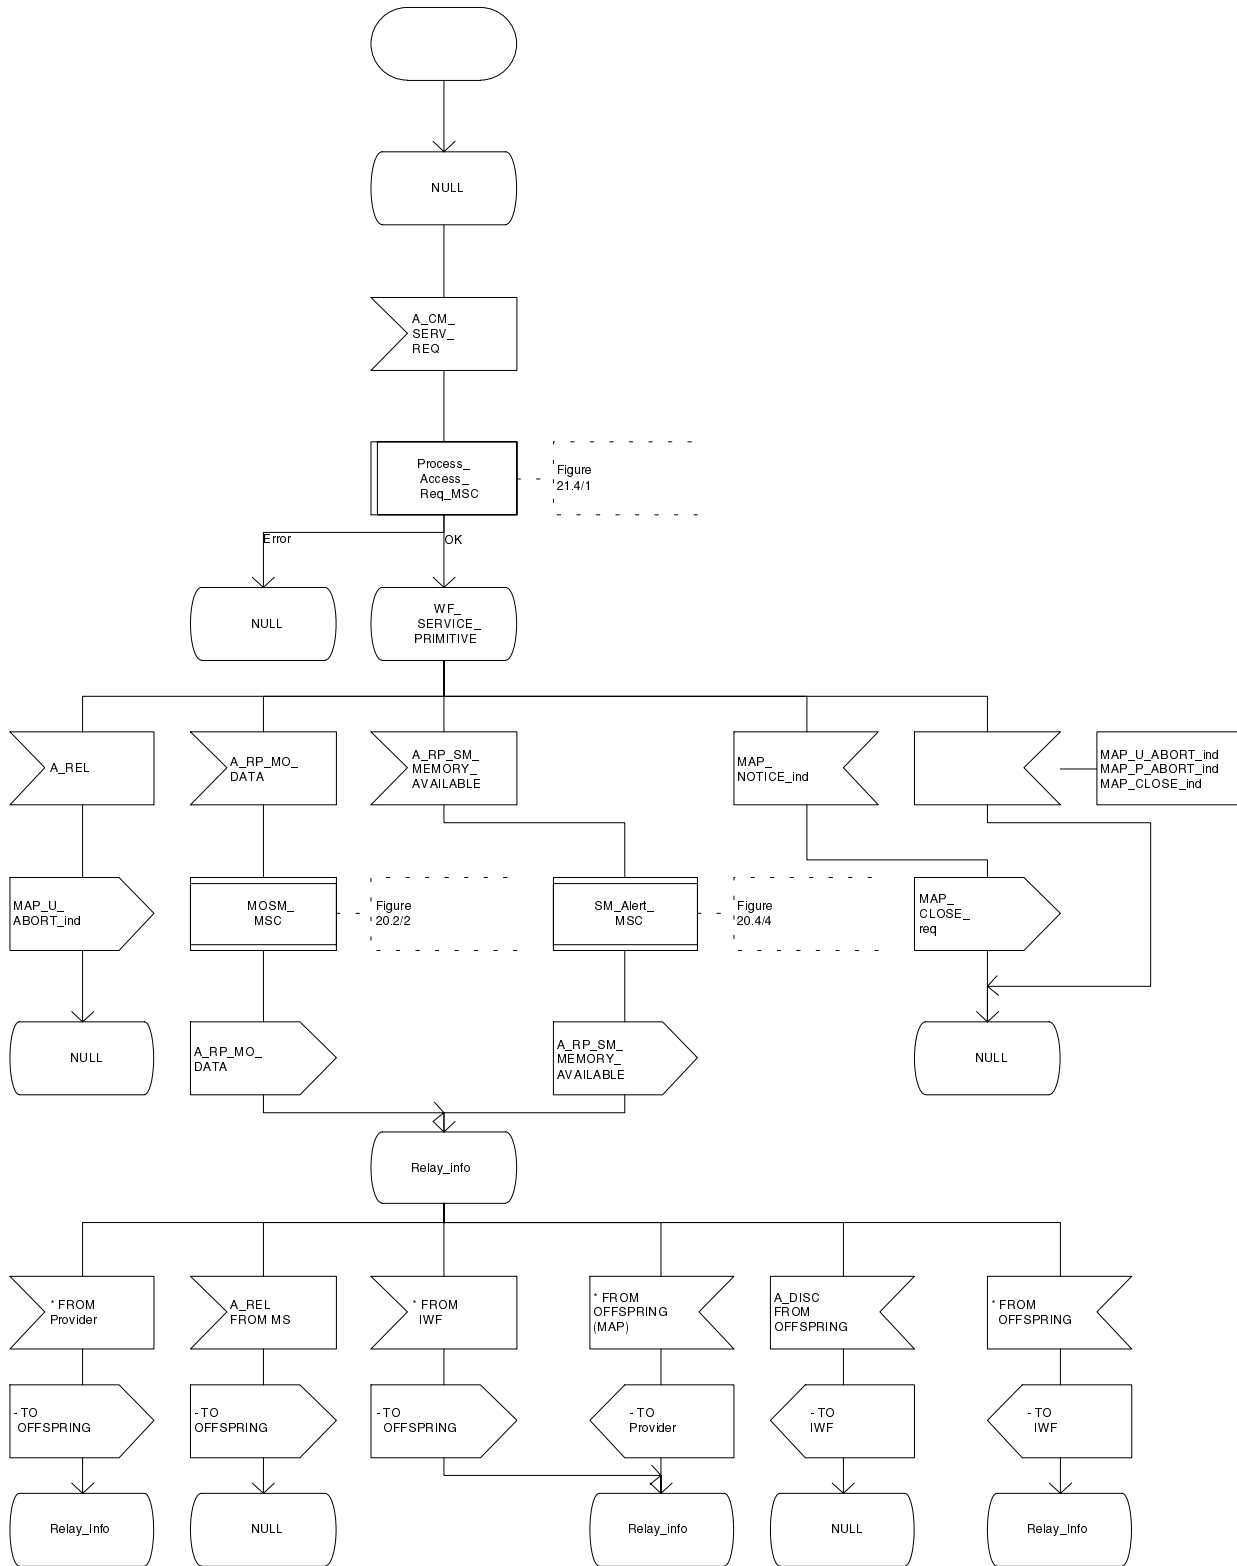 NULL
A_CM_
SERV_
REQ
Process_
Access_
Req_MSC
Figure
21.4/1
Error
OK
NULL
WF_
SERVICE_
PRIMITIVE
A_REL
A_RP_MO_
DATA
A_RP_SM_
MEMORY_
AVAILABLE
MAP_
NOTICE_ind
MAP_U_ABORT_ind
MAP_P_ABORT_ind
MAP_CLOSE_ind
MAP_U_
ABORT_ind
MOSM_
MSC
Figure
20.2/2
SM_Alert_
MSC
Figure
20.4/4
MAP_
CLOSE_
req
NULL
A_RP_MO_
DATA
A_RP_SM_
MEMORY_
AVAILABLE
NULL
Relay_info
* FROM
Provider
A_REL
FROM MS
* FROM
IWF
* FROM
OFFSPRING
(MAP)
A_DISC
FROM
OFFSPRING
* FROM
OFFSPRING
- TO
OFFSPRING
- TO
OFFSPRING
- TO
OFFSPRING
- TO
Provider
- TO
IWF
- TO
IWF
Relay_Info
NULL
Relay_info
NULL
Relay_Info